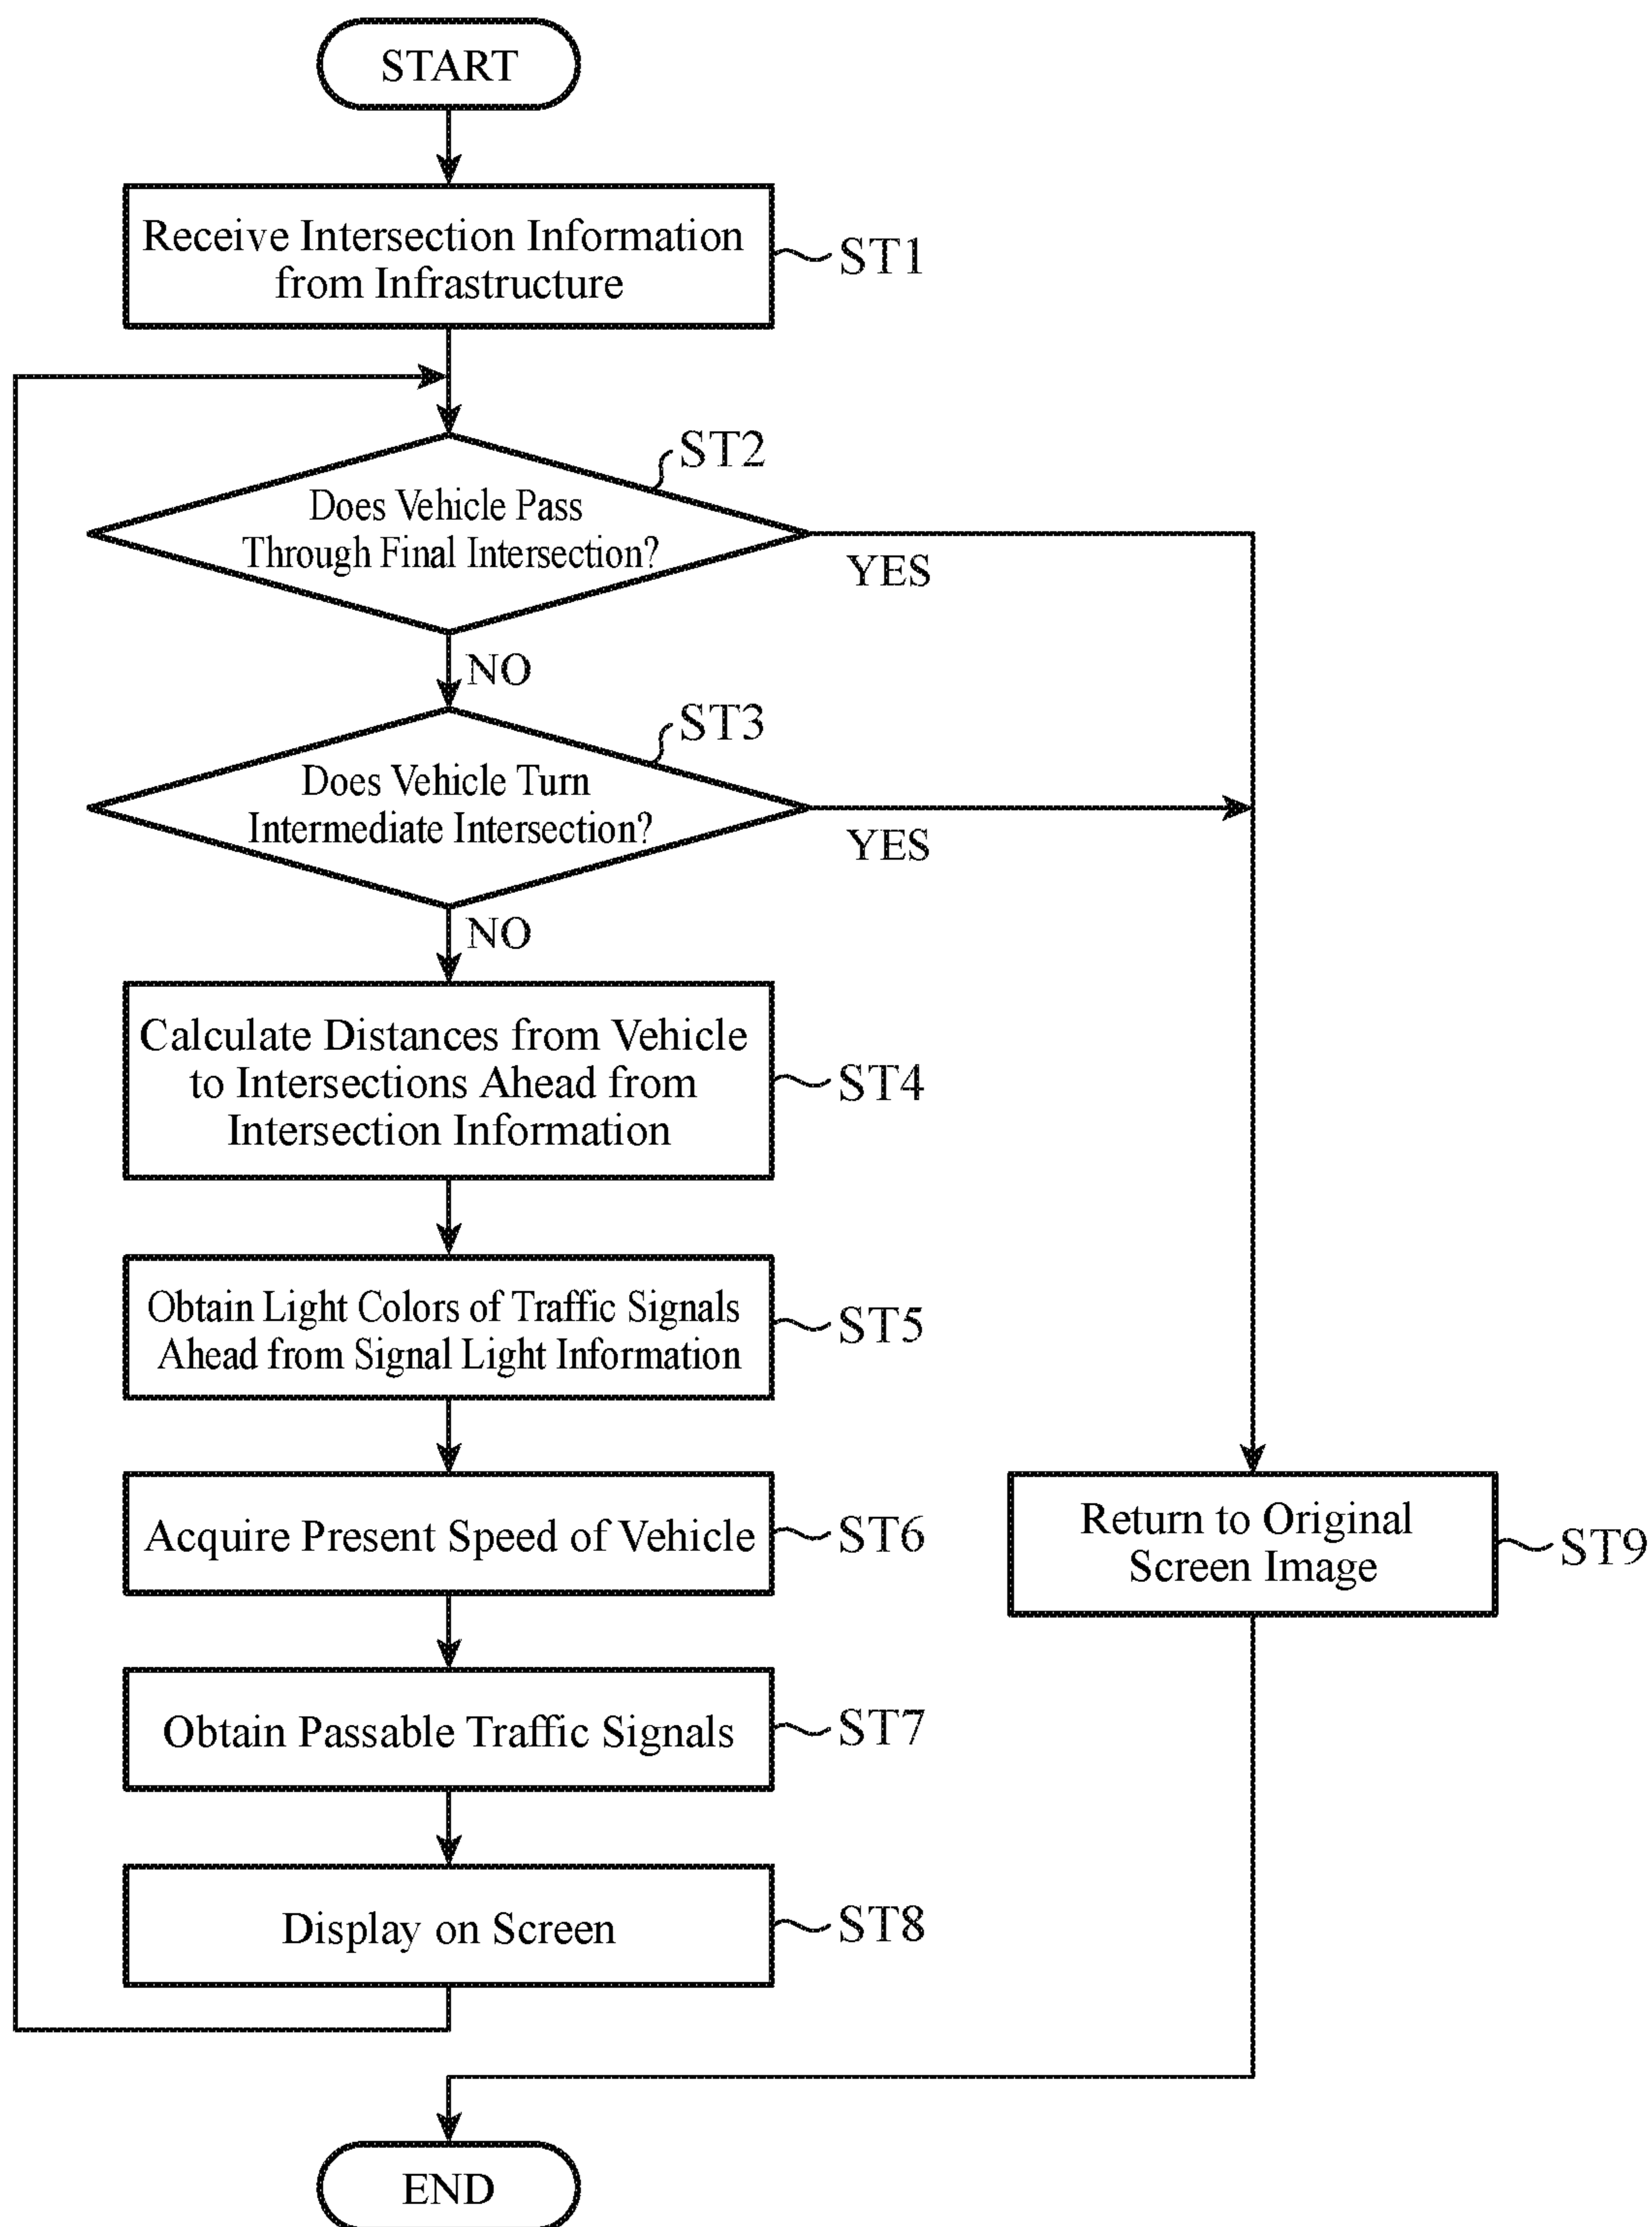 START
Receive Intersection Information
from Infrastructure
ST1
ST2
Does Vehicle Pass
Through Final Intersection?
YES
NO
ST3
Does Vehicle Turn
Intermediate Intersection?
YES
NO
Calculate Distances from Vehicle
to Intersections Ahead from
Intersection Information
ST4
Obtain Light Colors of Traffic Signals
Ahead from Signal Light Information
ST5
Acquire Present Speed of Vehicle
ST6
Return to Original
Screen Image
ST9
Obtain Passable Traffic Signals
ST7
Display on Screen
ST8
END